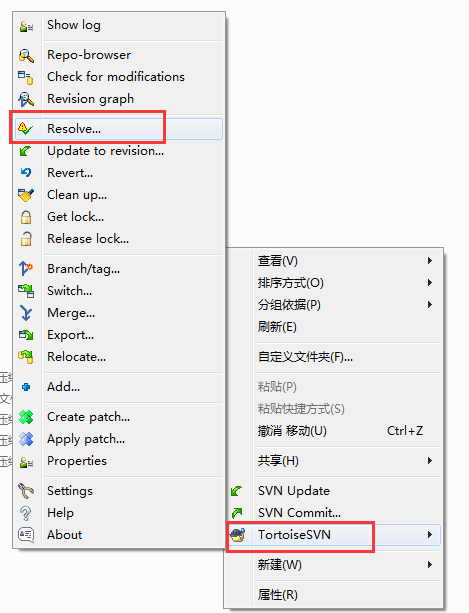 Show log
Repo-browser
Check for modifications
Revision graph
Resolve...
Update to revision...
Revert...
Clean up...
Get lock...
Release lock...
Branch/tag...
Switch...
Merge...
Export...
Relocate...
Add...
Create patch...
Apply patch...
Properties
Settings
Help
About
查看(V)
排序方式(O)
分组依据(P)
刷新(E)
自定义文件夹(F)...
粘贴(P)
粘贴快捷方式(S)
撤消 移动(U) Ctrl+Z
共享(H)
SVN Update
SVN Commit...
TortoiseSVN
新建(W)
属性(R)